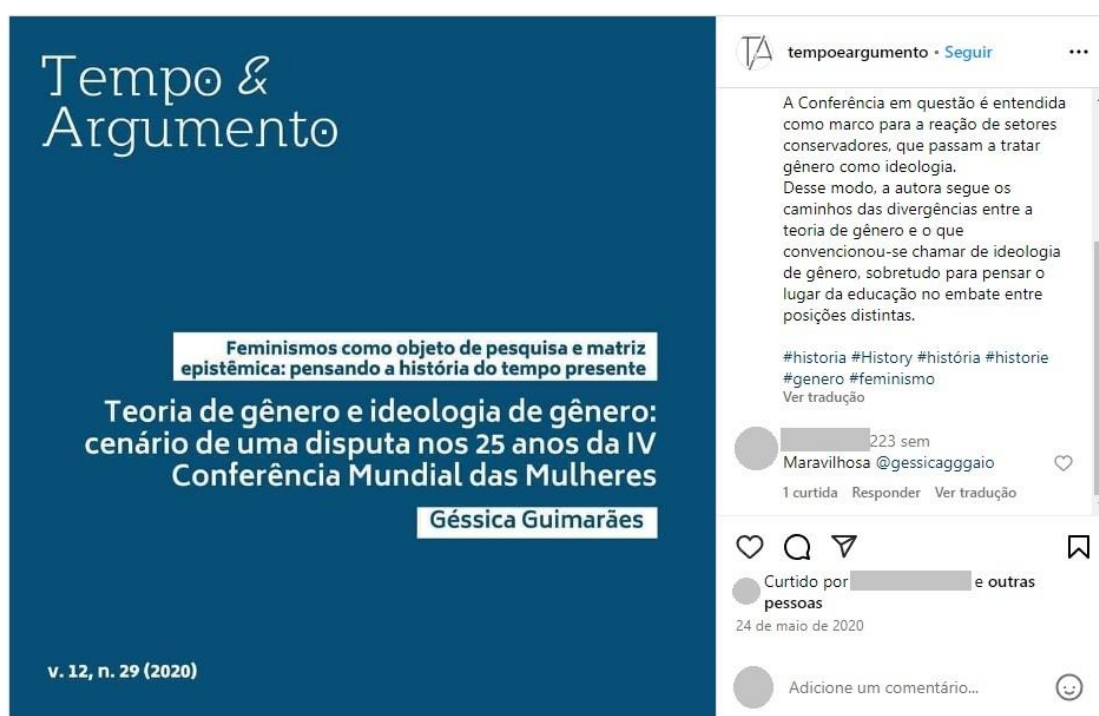 Tempo &
Argumento
Feminismos como objeto de pesquisa e matriz
epistêmica: pensando a história do tempo presente
Teoria de gênero e ideologia de gênero:
cenário de uma disputa nos 25 anos da IV
Conferência Mundial das Mulheres
Géssica Guimarães
v. 12, n. 29 (2020)
TA
tempoeargumento • Seguir
A Conferência em questão é entendida
como marco para a reação de setores
conservadores, que passam a tratar
gênero como ideologia.
Desse modo, a autora segue os
caminhos das divergências entre a
teoria de gênero e o que
convencionou-se chamar de ideologia
de gênero, sobretudo para pensar o
lugar da educação no embate entre
posições distintas.
#historia #History #história #historie
#genero #feminismo
Ver tradução
223 sem
Maravilhosa @gessicagggaio
1 curtida Responder Ver tradução
Curtido por e outras
pessoas
24 de maio de 2020
Adicione um comentário...